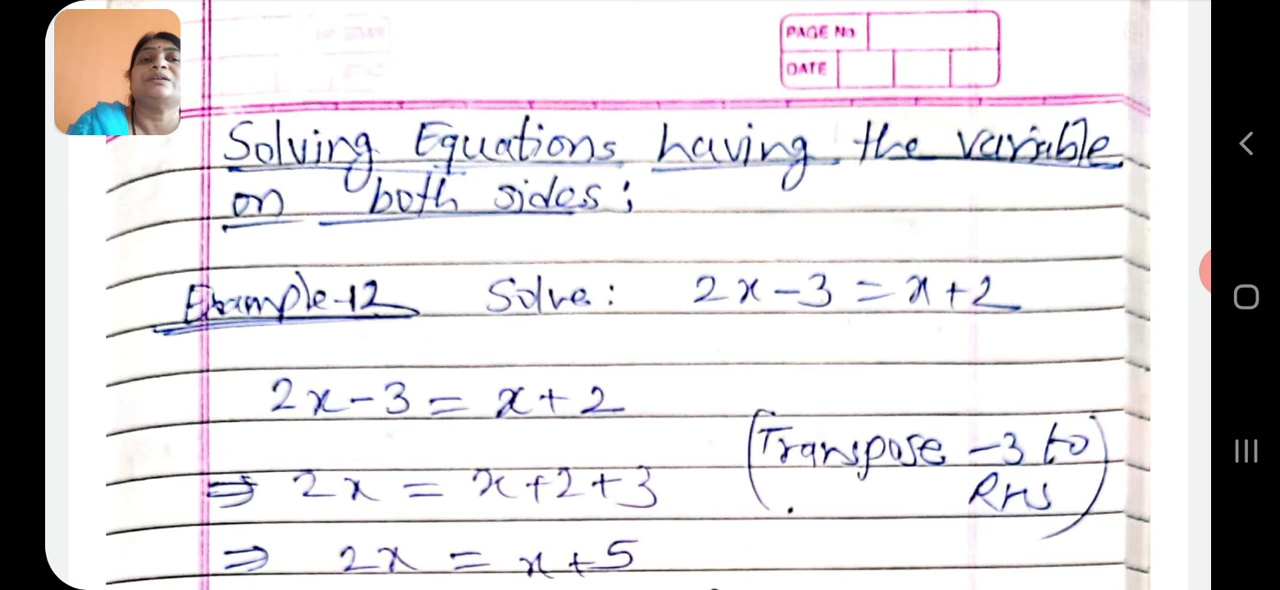 PAGE No
DATE
Solving Equations having the variable
on both sides;
Example-12 Solve: 2x-3=x+2
2x-3=x+2
⇒ 2x = x+2+3 (Transpose -3 to
RHS)
⇒ 2x = x+5